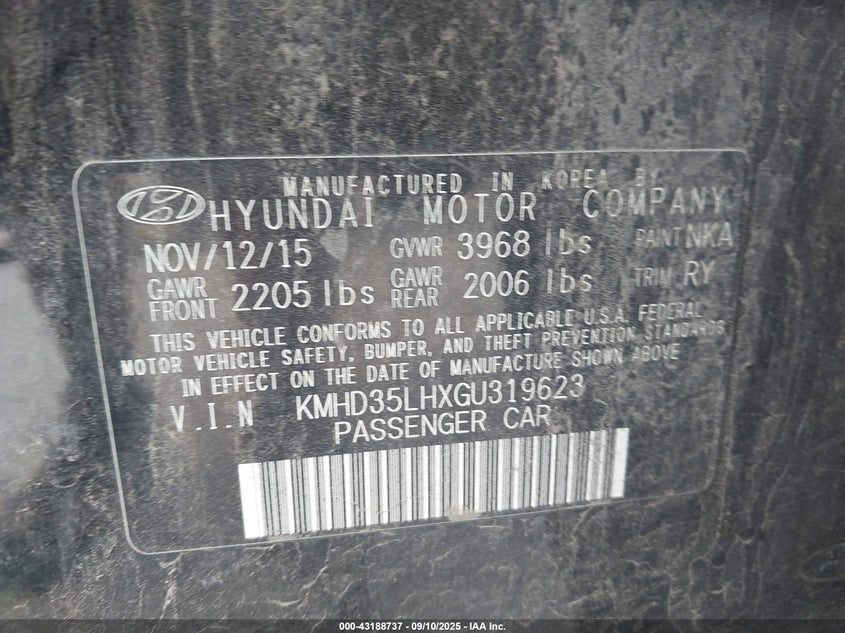 MANUFACTURED IN KOREA BY
HYUNDAI MOTOR COMPANY
NOV/12/15 GVWR 3968 lbs PAINT NKA
GAWR FRONT 2205 lbs GAWR REAR 2006 lbs TRIM RY
THIS VEHICLE CONFORMS TO ALL APPLICABLE U.S.A. FEDERAL
MOTOR VEHICLE SAFETY, BUMPER, AND THEFT PREVENTION STANDARDS
IN EFFECT ON THE DATE OF MANUFACTURE SHOWN ABOVE
V.I.N KMHD35LHXGU319623
PASSENGER CAR
000-43188737 - 09/10/2025 - IAA Inc.